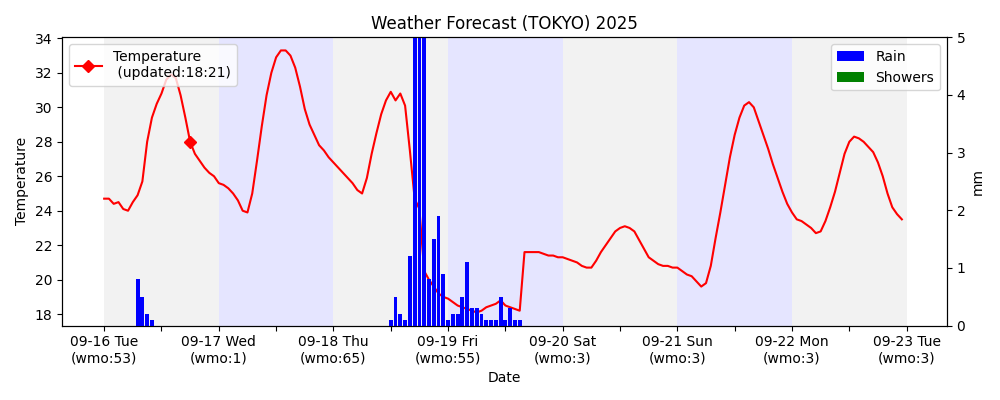 Weather Forecast (TOKYO) 2025
Temperature
(updated:18:21)
Rain
Showers
34
32
30
28
26
24
22
20
18
Temperature
5
4
3
2
1
0
mm
09-16 Tue
(wmo:53)
09-17 Wed
(wmo:1)
09-18 Thu
(wmo:65)
09-19 Fri
(wmo:55)
09-20 Sat
(wmo:3)
09-21 Sun
(wmo:3)
09-22 Mon
(wmo:3)
09-23 Tue
(wmo:3)
Date